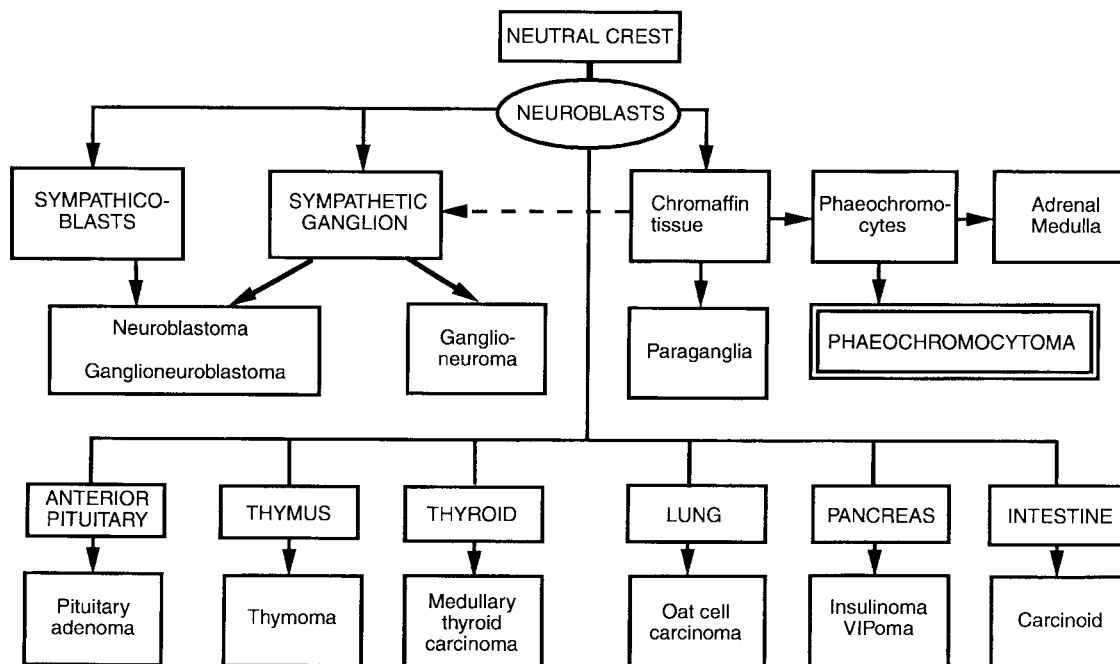 NEUTRAL CREST
NEUROBLASTS
SYMPATHICO-
BLASTS
SYMPATHETIC
GANGLION
Chromaffin
tissue
Phaeochromo-
cytes
Adrenal
Medulla
Neuroblastoma
Ganglioneuroblastoma
Ganglio-
neuroma
Paraganglia
PHAEOCHROMOCYTOMA
ANTERIOR
PITUITARY
THYMUS
THYROID
LUNG
PANCREAS
INTESTINE
Pituitary
adenoma
Thymoma
Medullary
thyroid
carcinoma
Oat cell
carcinoma
Insulinoma
VIPoma
Carcinoid